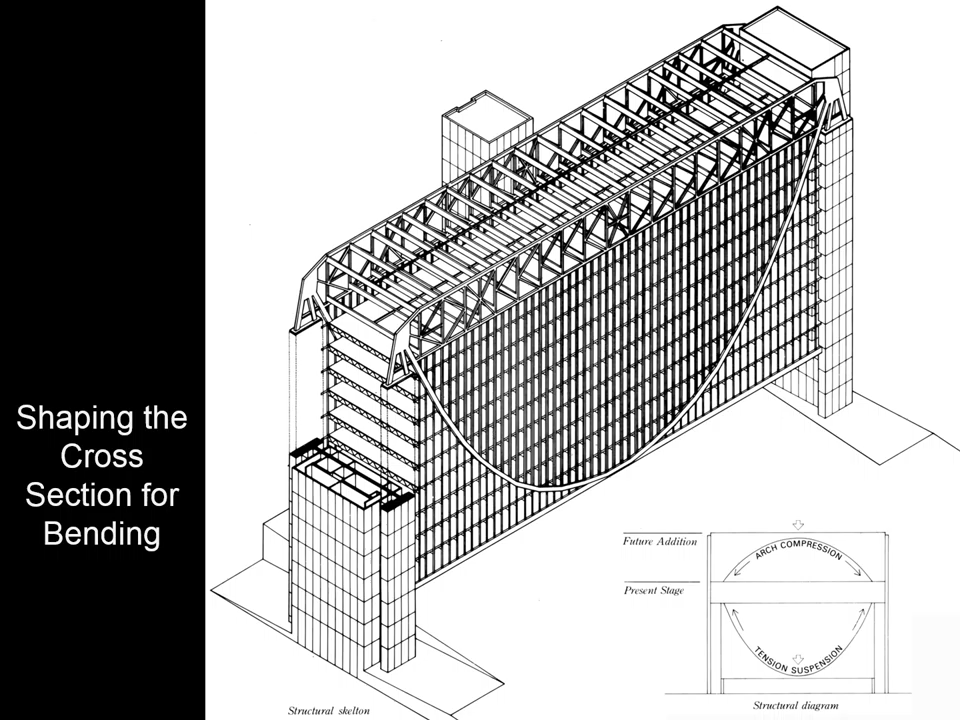 Shaping the
Cross
Section for
Bending
Future Addition
Present Stage
ARCH COMPRESSION
TENSION SUSPENSION
Structural skelton
Structural diagram